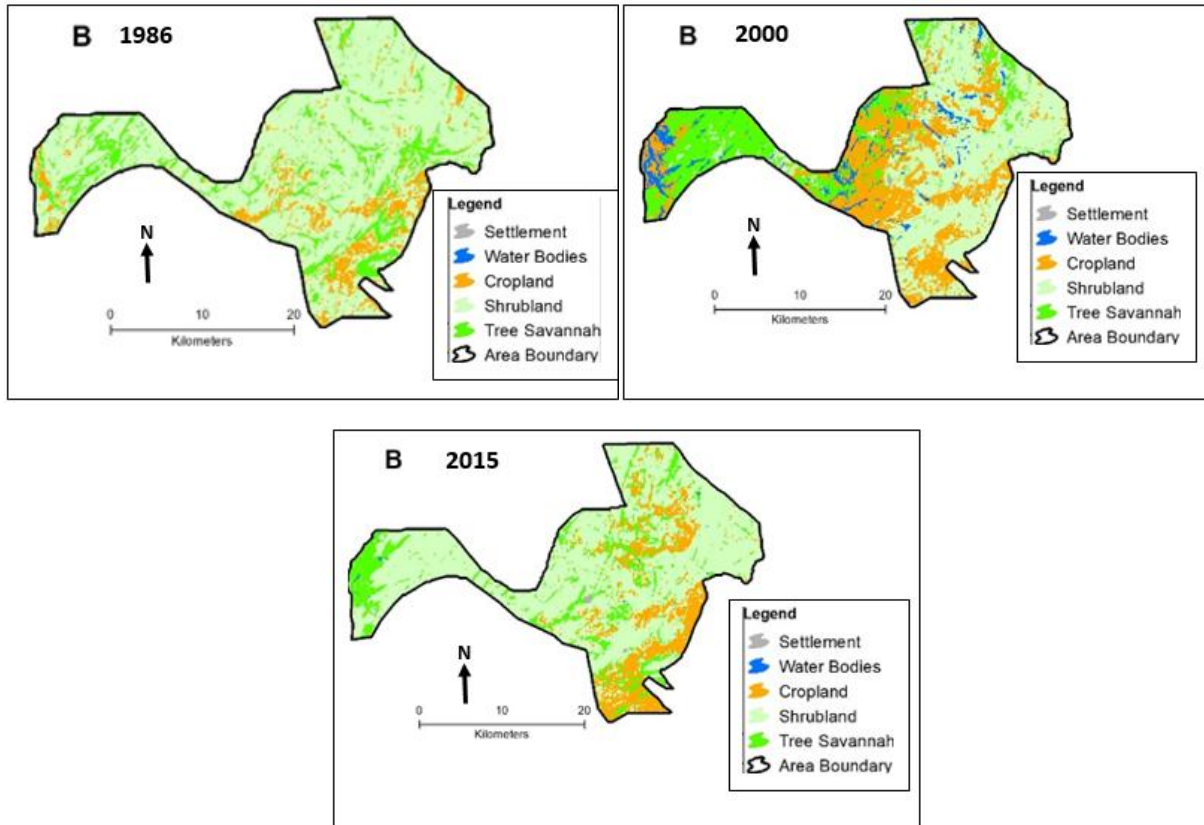 B 1986
N
0 10 20
Kilometers
Legend
Settlement
Water Bodies
Cropland
Shrubland
Tree Savannah
Area Boundary
B 2000
N
0 10 20
Kilometers
Legend
Settlement
Water Bodies
Cropland
Shrubland
Tree Savannah
Area Boundary
B 2015
N
0 10 20
Kilometers
Legend
Settlement
Water Bodies
Cropland
Shrubland
Tree Savannah
Area Boundary